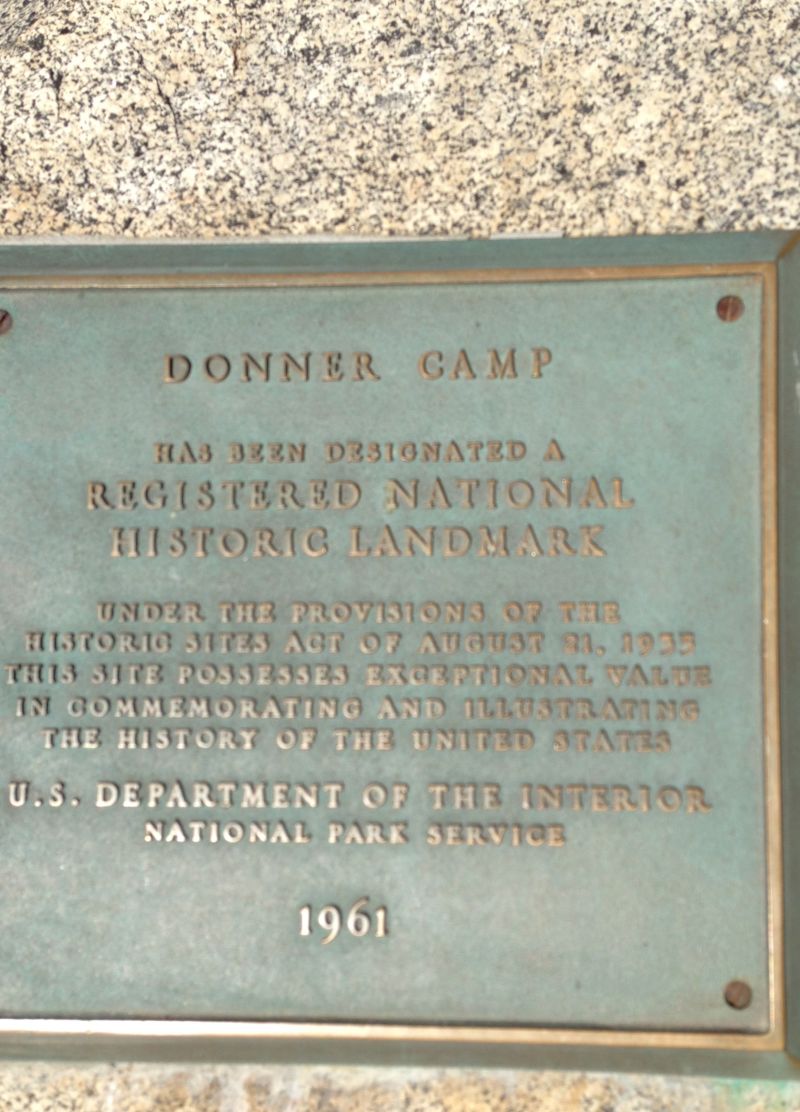 DONNER CAMP
HAS BEEN DESIGNATED A
REGISTERED NATIONAL
HISTORIC LANDMARK
UNDER THE PROVISIONS OF THE
HISTORIC SITES ACT OF AUGUST 21, 1935
THIS SITE POSSESSES EXCEPTIONAL VALUE
IN COMMEMORATING AND ILLUSTRATING
THE HISTORY OF THE UNITED STATES
U.S. DEPARTMENT OF THE INTERIOR
NATIONAL PARK SERVICE
1961